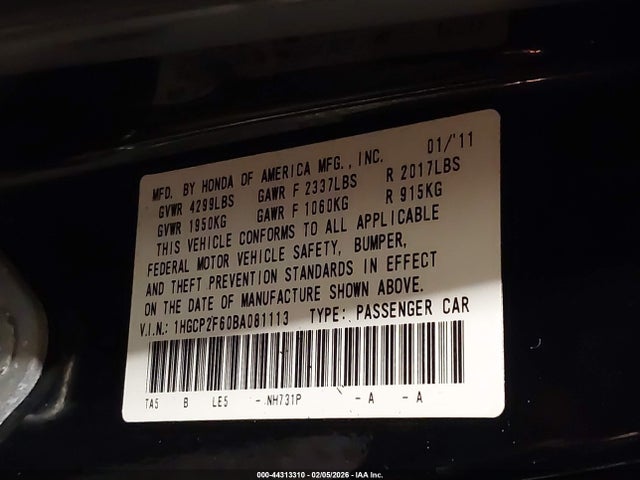 MFD. BY HONDA OF AMERICA MFG., INC. 01/'11
GVWR 4299LBS GAWR F 2337LBS R 2017LBS
GVWR 1950KG GAWR F 1060KG R 915KG
THIS VEHICLE CONFORMS TO ALL APPLICABLE
FEDERAL MOTOR VEHICLE SAFETY, BUMPER,
AND THEFT PREVENTION STANDARDS IN EFFECT
ON THE DATE OF MANUFACTURE SHOWN ABOVE.
V.I.N.: 1HGCP2F60BA081113 TYPE: PASSENGER CAR
TA5 B LE5 - NH731P - A - A
000-44313310 - 02/05/2026 - IAA Inc.